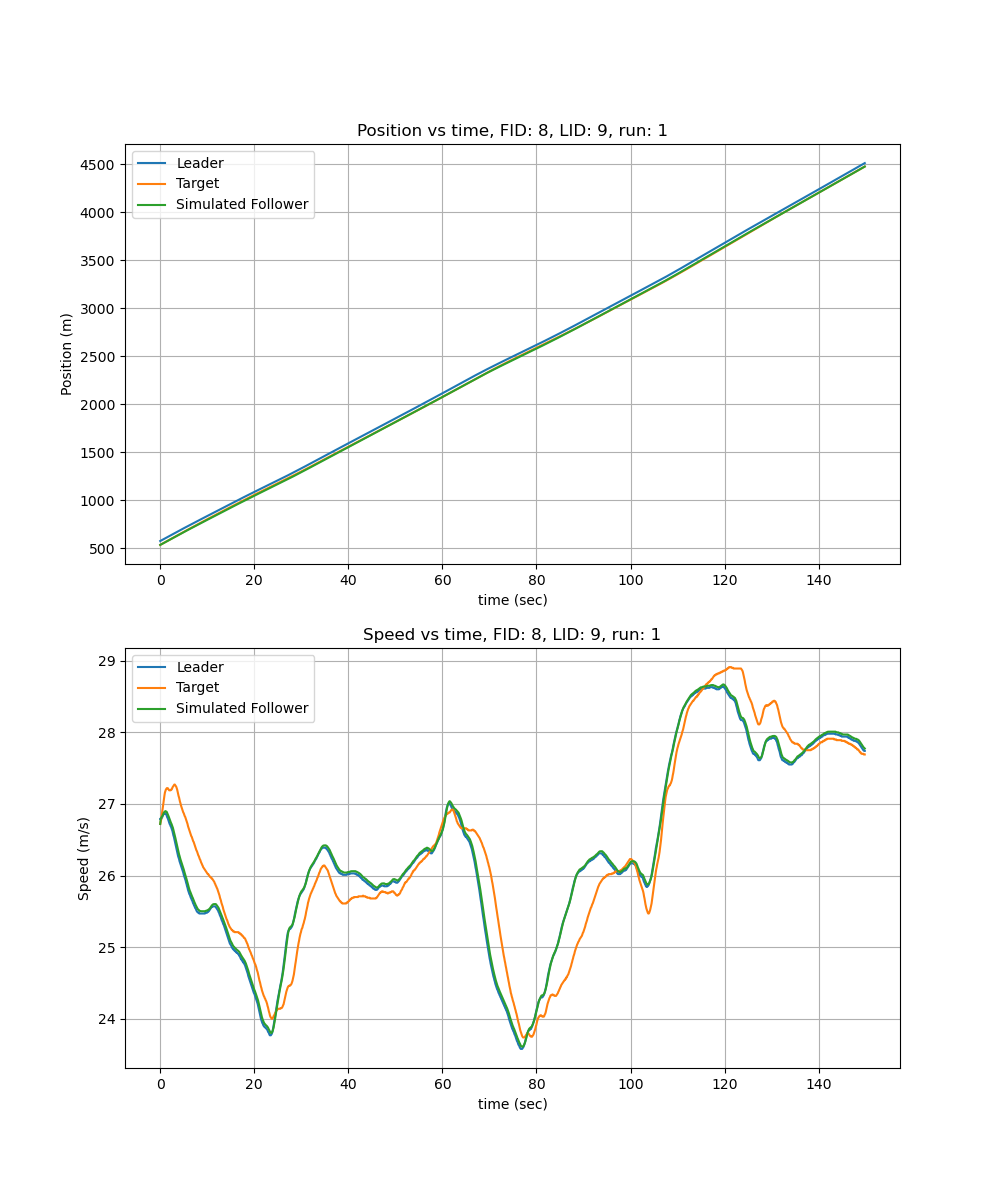 Position vs time, FID: 8, LID: 9, run: 1
Leader
Target
Simulated Follower
4500
4000
3500
3000
2500
2000
1500
1000
500
Position (m)
0 20 40 60 80 100 120 140
time (sec)
Speed vs time, FID: 8, LID: 9, run: 1
Leader
Target
Simulated Follower
29
28
27
26
25
24
Speed (m/s)
0 20 40 60 80 100 120 140
time (sec)